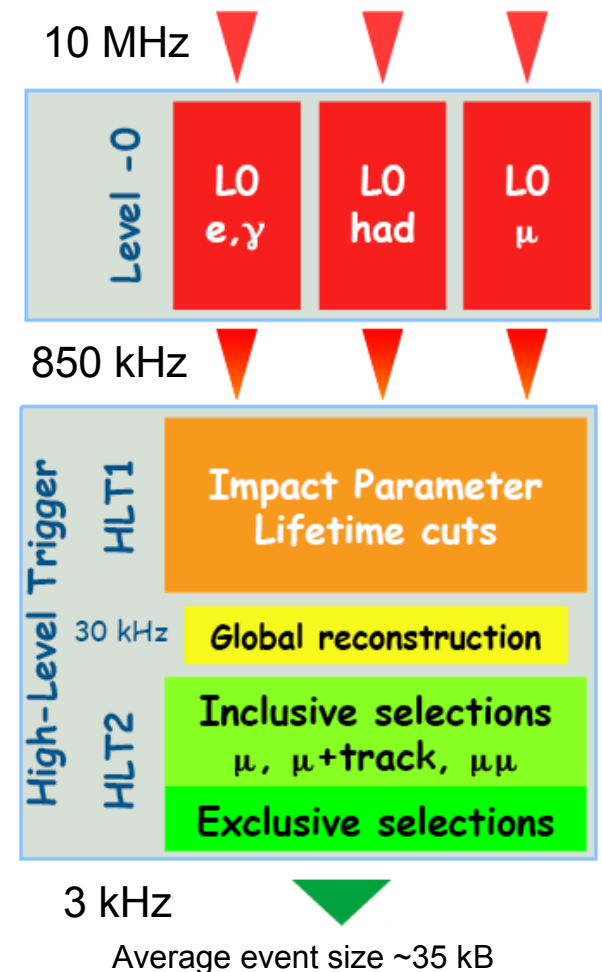 10 MHz
Level -0
L0
e,γ
L0
had
L0
μ
850 kHz
High-Level Trigger
HLT1
Impact Parameter
Lifetime cuts
30 kHz
Global reconstruction
HLT2
Inclusive selections
μ, μ+track, μμ
Exclusive selections
3 kHz
Average event size ~35 kB